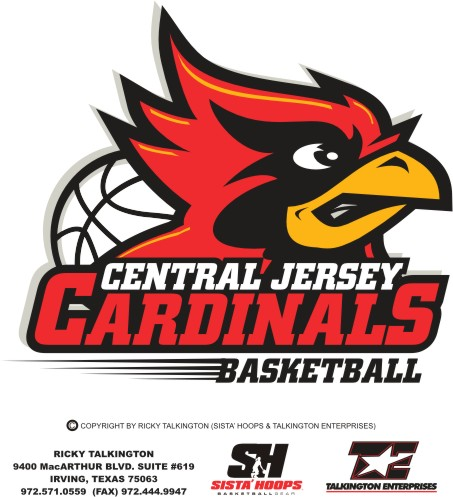 CENTRAL JERSEY
CARDINALS
BASKETBALL
© COPYRIGHT BY RICKY TALKINGTON (SISTA' HOOPS & TALKINGTON ENTERPRISES)
RICKY TALKINGTON
9400 MacARTHUR BLVD. SUITE #619
IRVING, TEXAS 75063
972.571.0559 (FAX) 972.444.9947
SH
SISTA' HOOPS
BASKETBALL GEAR
TE
TALKINGTON ENTERPRISES